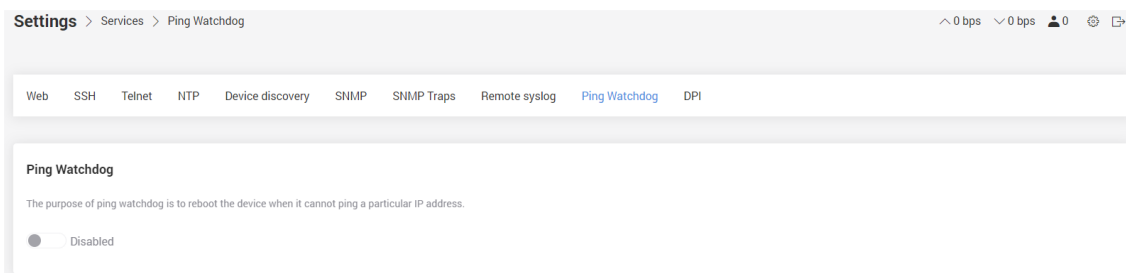 Settings > Services > Ping Watchdog 0 bps 0 bps 0
Web SSH Telnet NTP Device discovery SNMP SNMP Traps Remote syslog Ping Watchdog DPI
Ping Watchdog
The purpose of ping watchdog is to reboot the device when it cannot ping a particular IP address.
Disabled